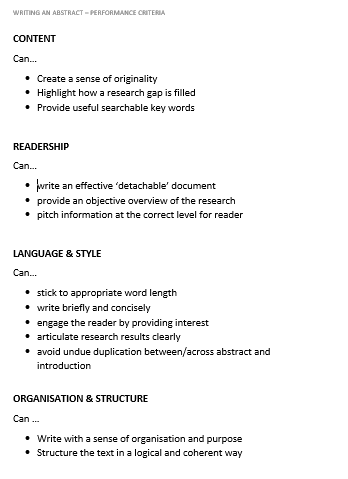 WRITING AN ABSTRACT – PERFORMANCE CRITERIA
CONTENT
Can...
• Create a sense of originality
• Highlight how a research gap is filled
• Provide useful searchable key words
READERSHIP
Can...
• write an effective ‘detachable’ document
• provide an objective overview of the research
• pitch information at the correct level for reader
LANGUAGE & STYLE
Can...
• stick to appropriate word length
• write briefly and concisely
• engage the reader by providing interest
• articulate research results clearly
• avoid undue duplication between/across abstract and
introduction
ORGANISATION & STRUCTURE
Can ...
• Write with a sense of organisation and purpose
• Structure the text in a logical and coherent way